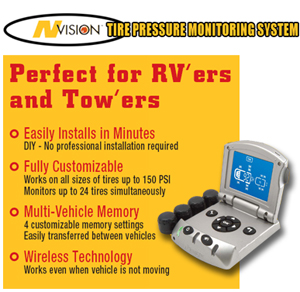 NVISION TIRE PRESSURE MONITORING SYSTEM
Perfect for RV'ers
and Tow'ers
Easily Installs in Minutes
DIY - No professional installation required
Fully Customizable
Works on all sizes of tires up to 150 PSI
Monitors up to 24 tires simultaneously
Multi-Vehicle Memory
4 customizable memory settings
Easily transferred between vehicles
Wireless Technology
Works even when vehicle is not moving